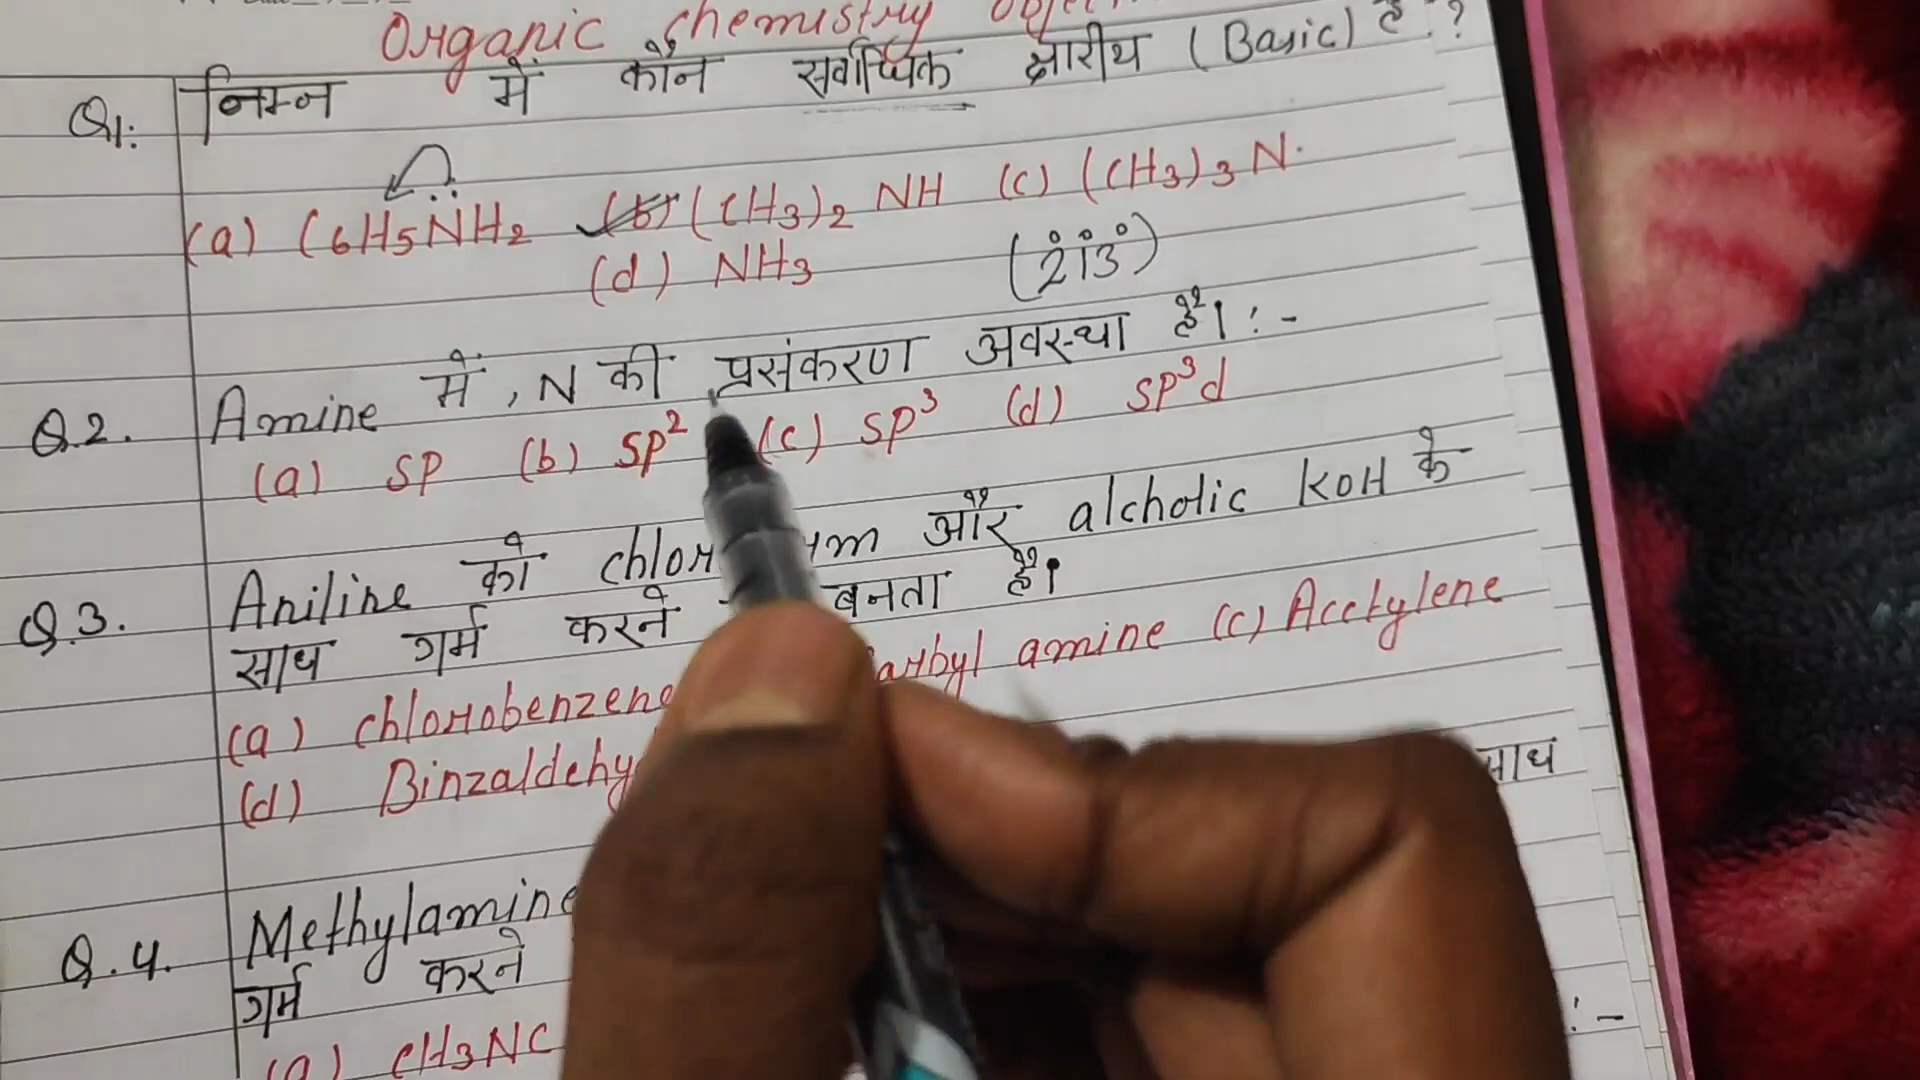 Organic chemistry
Q1. निम्न में कौन सर्वाधिक क्षारीय (Basic) है??
(a) C6H5NH2 (b) (CH3)2 NH (c) (CH3)3 N.
(d) NH3 (2°1°3°)
Q.2. Amine में, N की प्रसंकरण अवस्था है। :-
(a) SP (b) SP² (c) SP³ (d) SP³d
Q.3. Aniline को और alcholic KOH के
साथ गर्म करने बनता है।
(a) chlorobenzene amine (c) Acetylene
(d)
साथ
Q.4. Methylamine
गर्म करने :-
(a) CH3NC